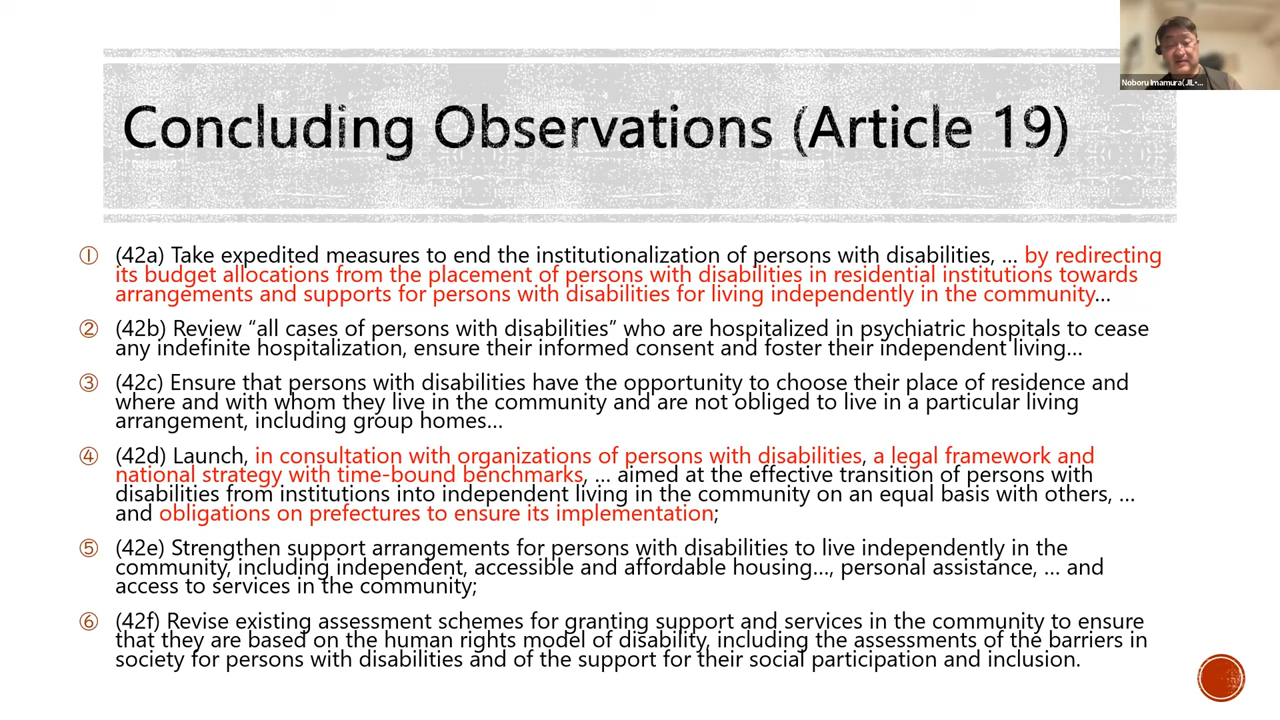 Noboru Imamura( JIL•...
Concluding Observations (Article 19)
① (42a) Take expedited measures to end the institutionalization of persons with disabilities, ... by redirecting
its budget allocations from the placement of persons with disabilities in residential institutions towards
arrangements and supports for persons with disabilities for living independently in the community...
② (42b) Review “all cases of persons with disabilities” who are hospitalized in psychiatric hospitals to cease
any indefinite hospitalization, ensure their informed consent and foster their independent living...
③ (42c) Ensure that persons with disabilities have the opportunity to choose their place of residence and
where and with whom they live in the community and are not obliged to live in a particular living
arrangement, including group homes...
④ (42d) Launch, in consultation with organizations of persons with disabilities, a legal framework and
national strategy with time-bound benchmarks, ... aimed at the effective transition of persons with
disabilities from institutions into independent living in the community on an equal basis with others, ...
and obligations on prefectures to ensure its implementation;
⑤ (42e) Strengthen support arrangements for persons with disabilities to live independently in the
community, including independent, accessible and affordable housing..., personal assistance, ... and
access to services in the community;
⑥ (42f) Revise existing assessment schemes for granting support and services in the community to ensure
that they are based on the human rights model of disability, including the assessments of the barriers in
society for persons with disabilities and of the support for their social participation and inclusion.